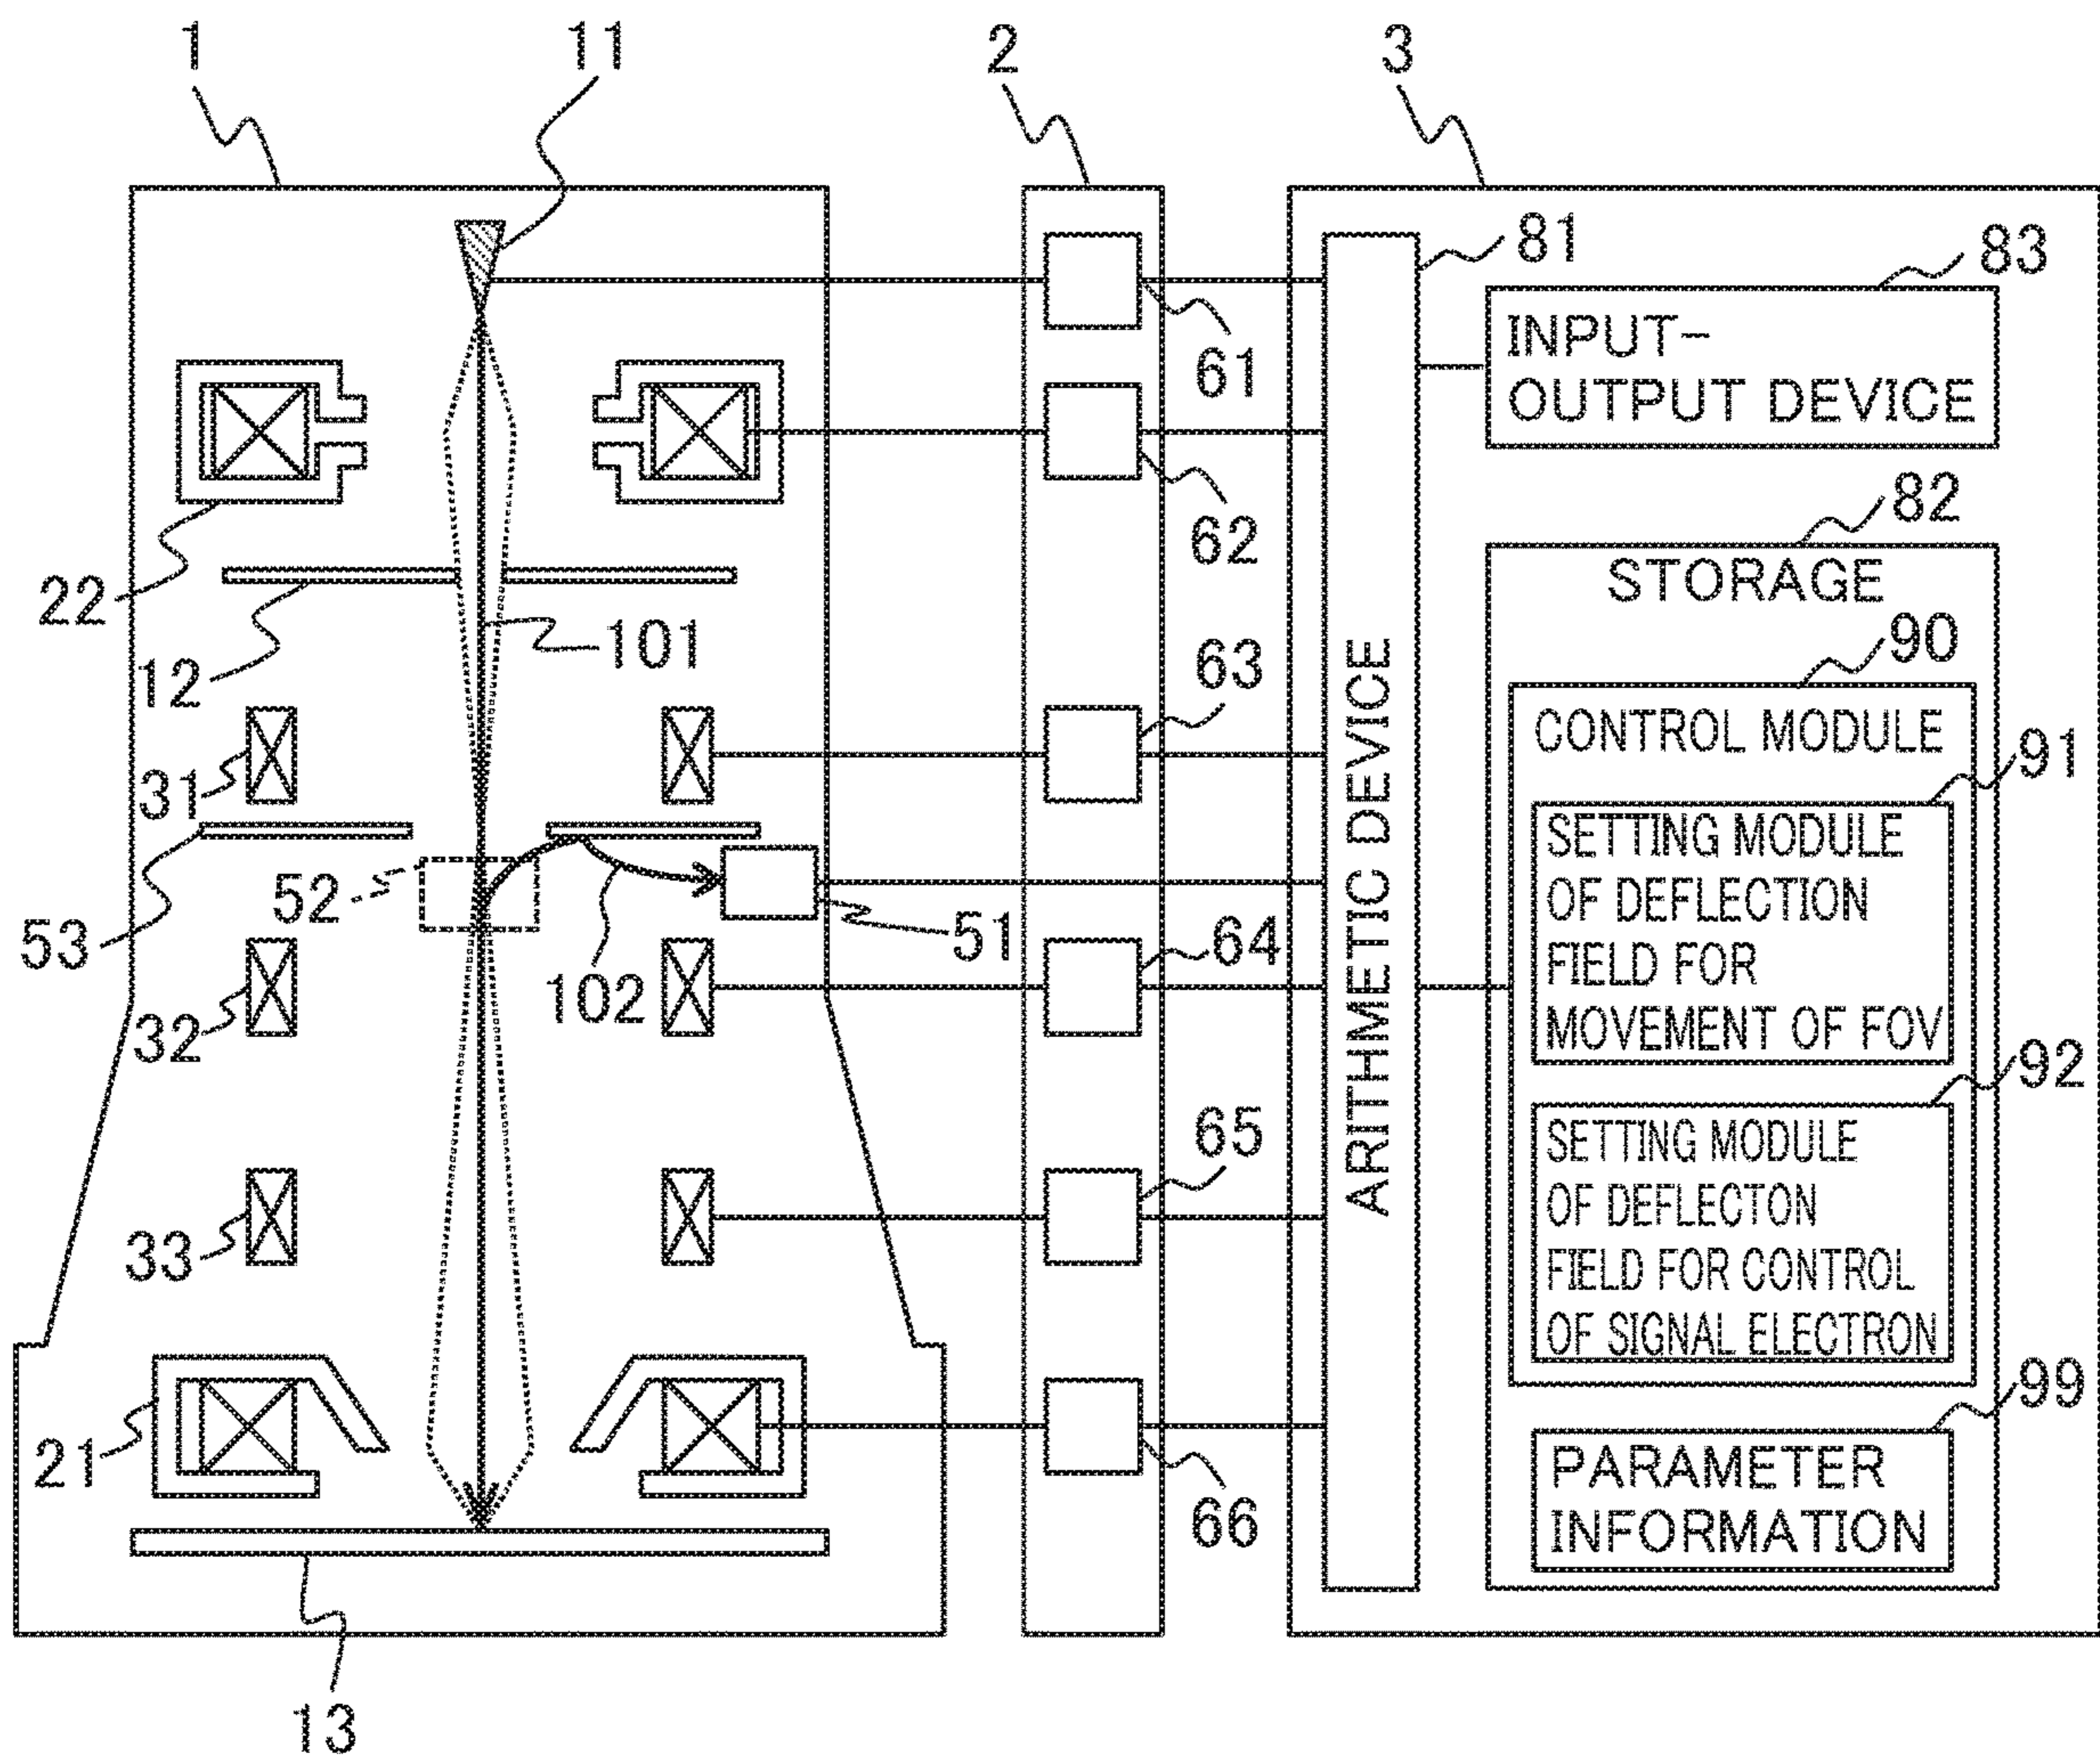 1
11
2
3
81
83
INPUT-
OUTPUT DEVICE
61
62
82
STORAGE
22
12
101
63
90
CONTROL MODULE
91
31
SETTING MODULE
OF DEFLECTION
FIELD FOR
MOVEMENT OF FOV
ARITHMETIC DEVICE
52
53
51
64
102
32
92
65
SETTING MODULE
OF DEFLECTON
FIELD FOR CONTROL
OF SIGNAL ELECTRON
33
99
21
PARAMETER
INFORMATION
66
13